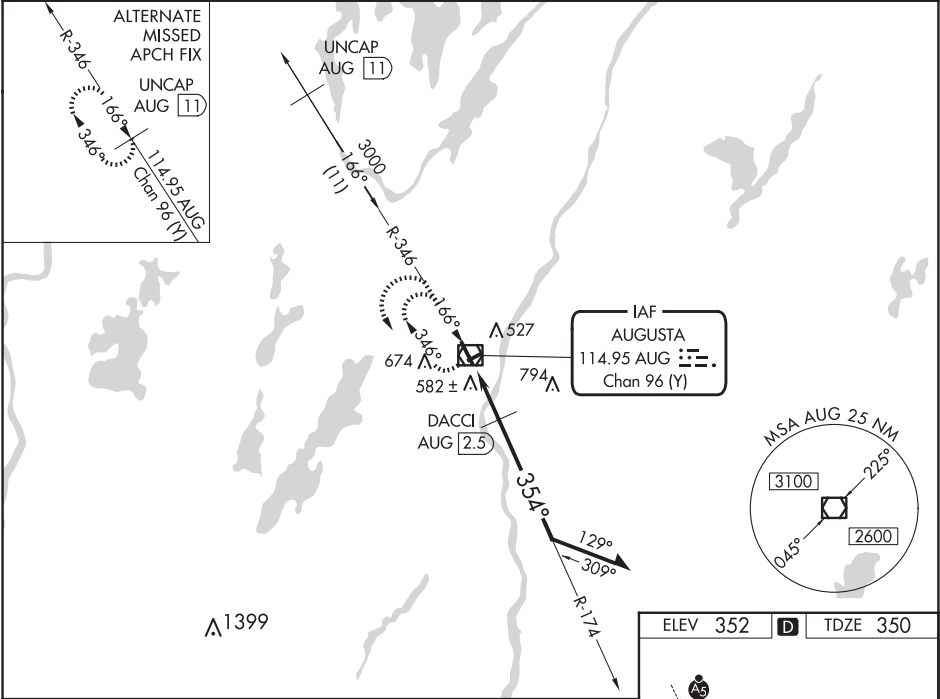 ALTERNATE
MISSED
APCH FIX
UNCAP
AUG 11
R-346
166°
346°
114.95 AUG
Chan 96 (Y)
UNCAP
AUG 11
3000
166°
(11)
R-346
166°
346°
527
674
582 ±
794
IAF
AUGUSTA
114.95 AUG
Chan 96 (Y)
DACCI
AUG 2.5
354°
129°
309°
R-174
MSA AUG 25 NM
225°
3100
045°
2600
1399
ELEV 352 D TDZE 350
A5